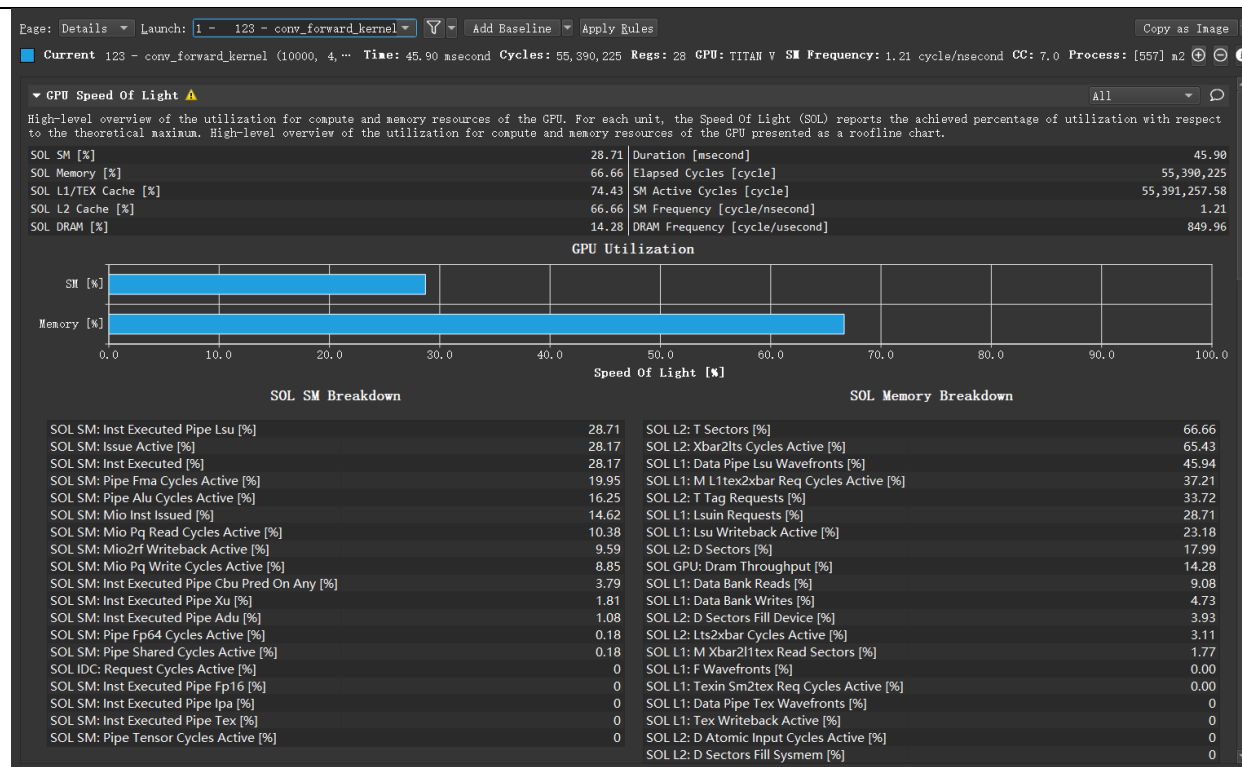 Page: Details Launch: 1 - 123 - conv_forward_kernel Add Baseline Apply Rules Copy as Image
Current 123 - conv_forward_kernel (10000, 4,… Time: 45.90 msecond Cycles: 55,390,225 Regs: 28 GPU: TITAN V SM Frequency: 1.21 cycle/nsecond CC: 7.0 Process: [557] m2
GPU Speed Of Light All
High-level overview of the utilization for compute and memory resources of the GPU. For each unit, the Speed Of Light (SOL) reports the achieved percentage of utilization with respect
to the theoretical maximum. High-level overview of the utilization for compute and memory resources of the GPU presented as a roofline chart.
SOL SM [%] 28.71 Duration [msecond] 45.90
SOL Memory [%] 66.66 Elapsed Cycles [cycle] 55,390,225
SOL L1/TEX Cache [%] 74.43 SM Active Cycles [cycle] 55,391,257.58
SOL L2 Cache [%] 66.66 SM Frequency [cycle/nsecond] 1.21
SOL DRAM [%] 14.28 DRAM Frequency [cycle/usecond] 849.96
GPU Utilization
SM [%]
Memory [%]
0.0 10.0 20.0 30.0 40.0 50.0 60.0 70.0 80.0 90.0 100.0
Speed Of Light [%]
SOL SM Breakdown SOL Memory Breakdown
SOL SM: Inst Executed Pipe Lsu [%] 28.71 SOL L2: T Sectors [%] 66.66
SOL SM: Issue Active [%] 28.17 SOL L2: Xbar2lts Cycles Active [%] 65.43
SOL SM: Inst Executed [%] 28.17 SOL L1: Data Pipe Lsu Wavefronts [%] 45.94
SOL SM: Pipe Fma Cycles Active [%] 19.95 SOL L1: M L1tex2xbar Req Cycles Active [%] 37.21
SOL SM: Pipe Alu Cycles Active [%] 16.25 SOL L2: T Tag Requests [%] 33.72
SOL SM: Mio Inst Issued [%] 14.62 SOL L1: Lsuin Requests [%] 28.71
SOL SM: Mio Pq Read Cycles Active [%] 10.38 SOL L1: Lsu Writeback Active [%] 23.18
SOL SM: Mio2rf Writeback Active [%] 9.59 SOL L2: D Sectors [%] 17.99
SOL SM: Mio Pq Write Cycles Active [%] 8.85 SOL GPU: Dram Throughput [%] 14.28
SOL SM: Inst Executed Pipe Cbu Pred On Any [%] 3.79 SOL L1: Data Bank Reads [%] 9.08
SOL SM: Inst Executed Pipe Xu [%] 1.81 SOL L1: Data Bank Writes [%] 4.73
SOL SM: Inst Executed Pipe Adu [%] 1.08 SOL L2: D Sectors Fill Device [%] 3.93
SOL SM: Pipe Fp64 Cycles Active [%] 0.18 SOL L2: Lts2xbar Cycles Active [%] 3.11
SOL SM: Pipe Shared Cycles Active [%] 0.18 SOL L1: M Xbar2l1tex Read Sectors [%] 1.77
SOL IDC: Request Cycles Active [%] 0 SOL L1: F Wavefronts [%] 0.00
SOL SM: Inst Executed Pipe Fp16 [%] 0 SOL L1: Texin Sm2tex Req Cycles Active [%] 0.00
SOL SM: Inst Executed Pipe Ipa [%] 0 SOL L1: Data Pipe Tex Wavefronts [%] 0
SOL SM: Inst Executed Pipe Tex [%] 0 SOL L1: Tex Writeback Active [%] 0
SOL SM: Pipe Tensor Cycles Active [%] 0 SOL L2: D Atomic Input Cycles Active [%] 0
SOL L2: D Sectors Fill Sysmem [%] 0